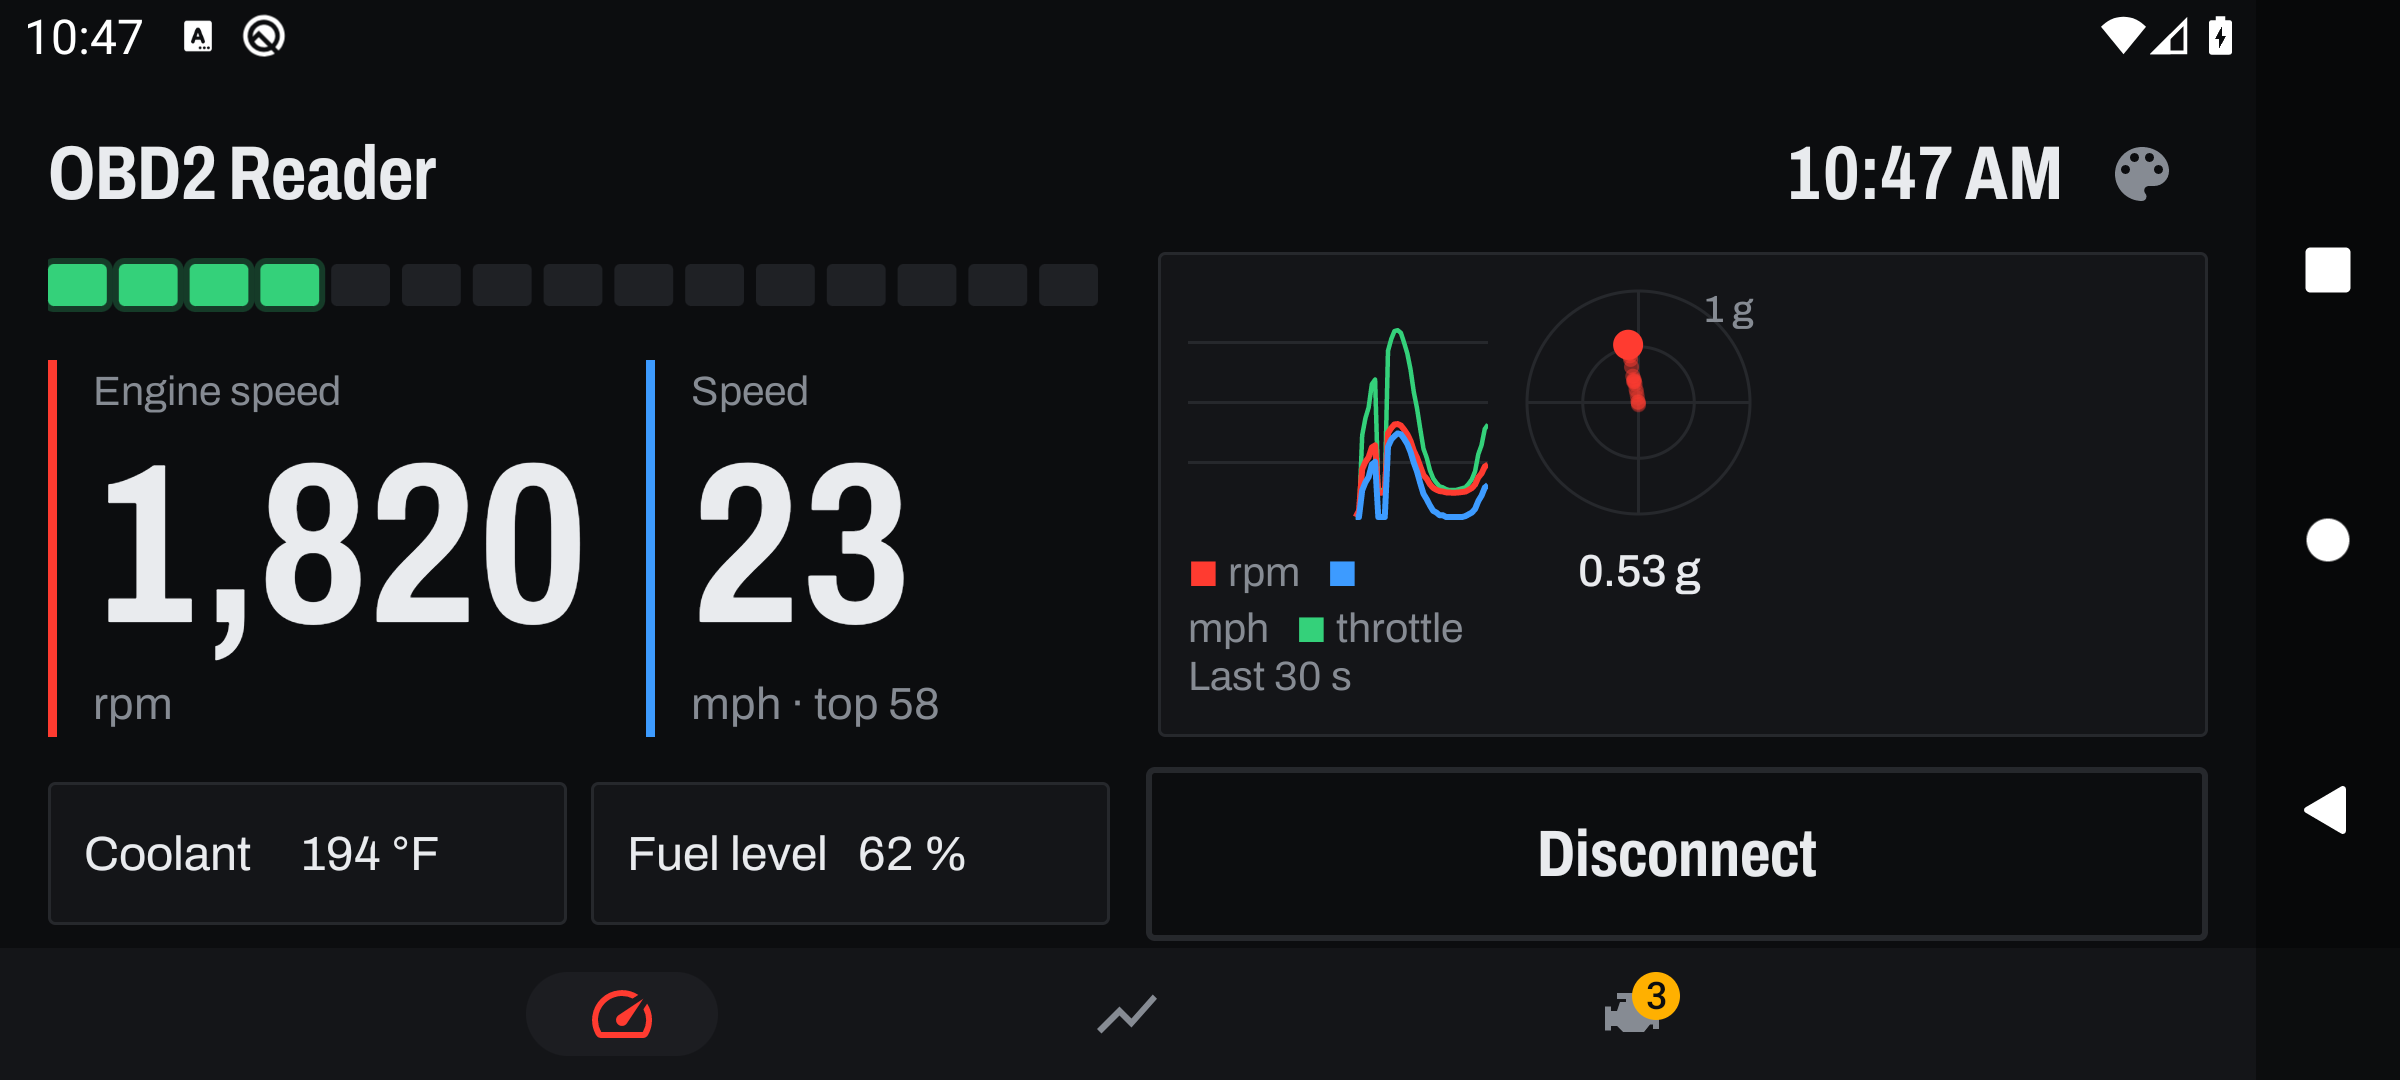 10:47
OBD2 Reader
10:47 AM
Engine speed
1,820
rpm
Speed
23
mph · top 58
1 g
0.53 g
rpm
mph throttle
Last 30 s
Coolant 194 °F
Fuel level 62 %
Disconnect
3